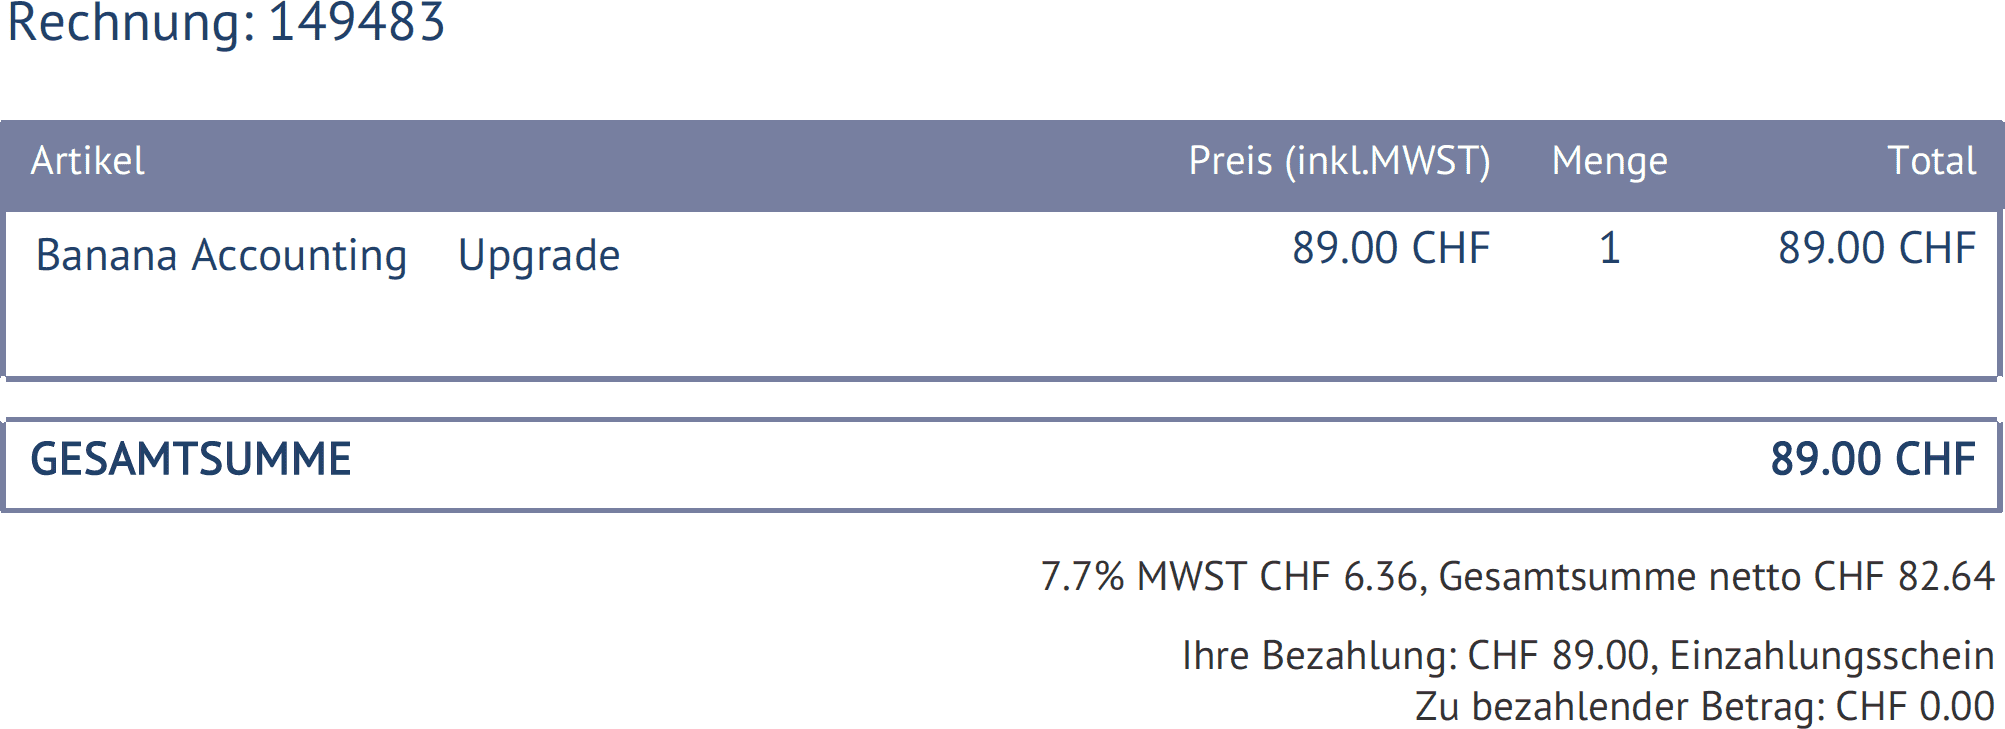 Rechnung: 149483
Artikel Preis (inkl.MWST) Menge Total
Banana Accounting Upgrade 89.00 CHF 1 89.00 CHF
GESAMTSUMME 89.00 CHF
7.7% MWST CHF 6.36, Gesamtsumme netto CHF 82.64
Ihre Bezahlung: CHF 89.00, Einzahlungsschein
Zu bezahlender Betrag: CHF 0.00